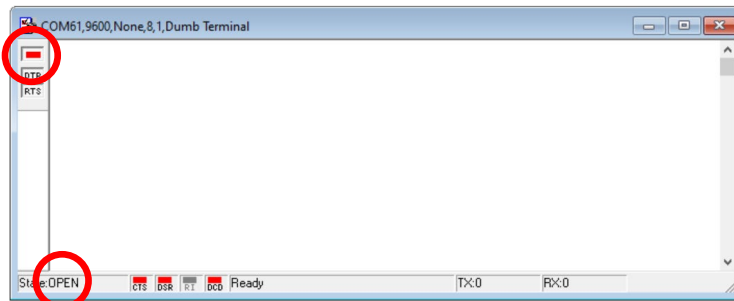 COM61,9600,None,8,1,Dumb Terminal
DTR
RTS
State:OPEN CTS DSR RI DCD Ready TX:0 RX:0